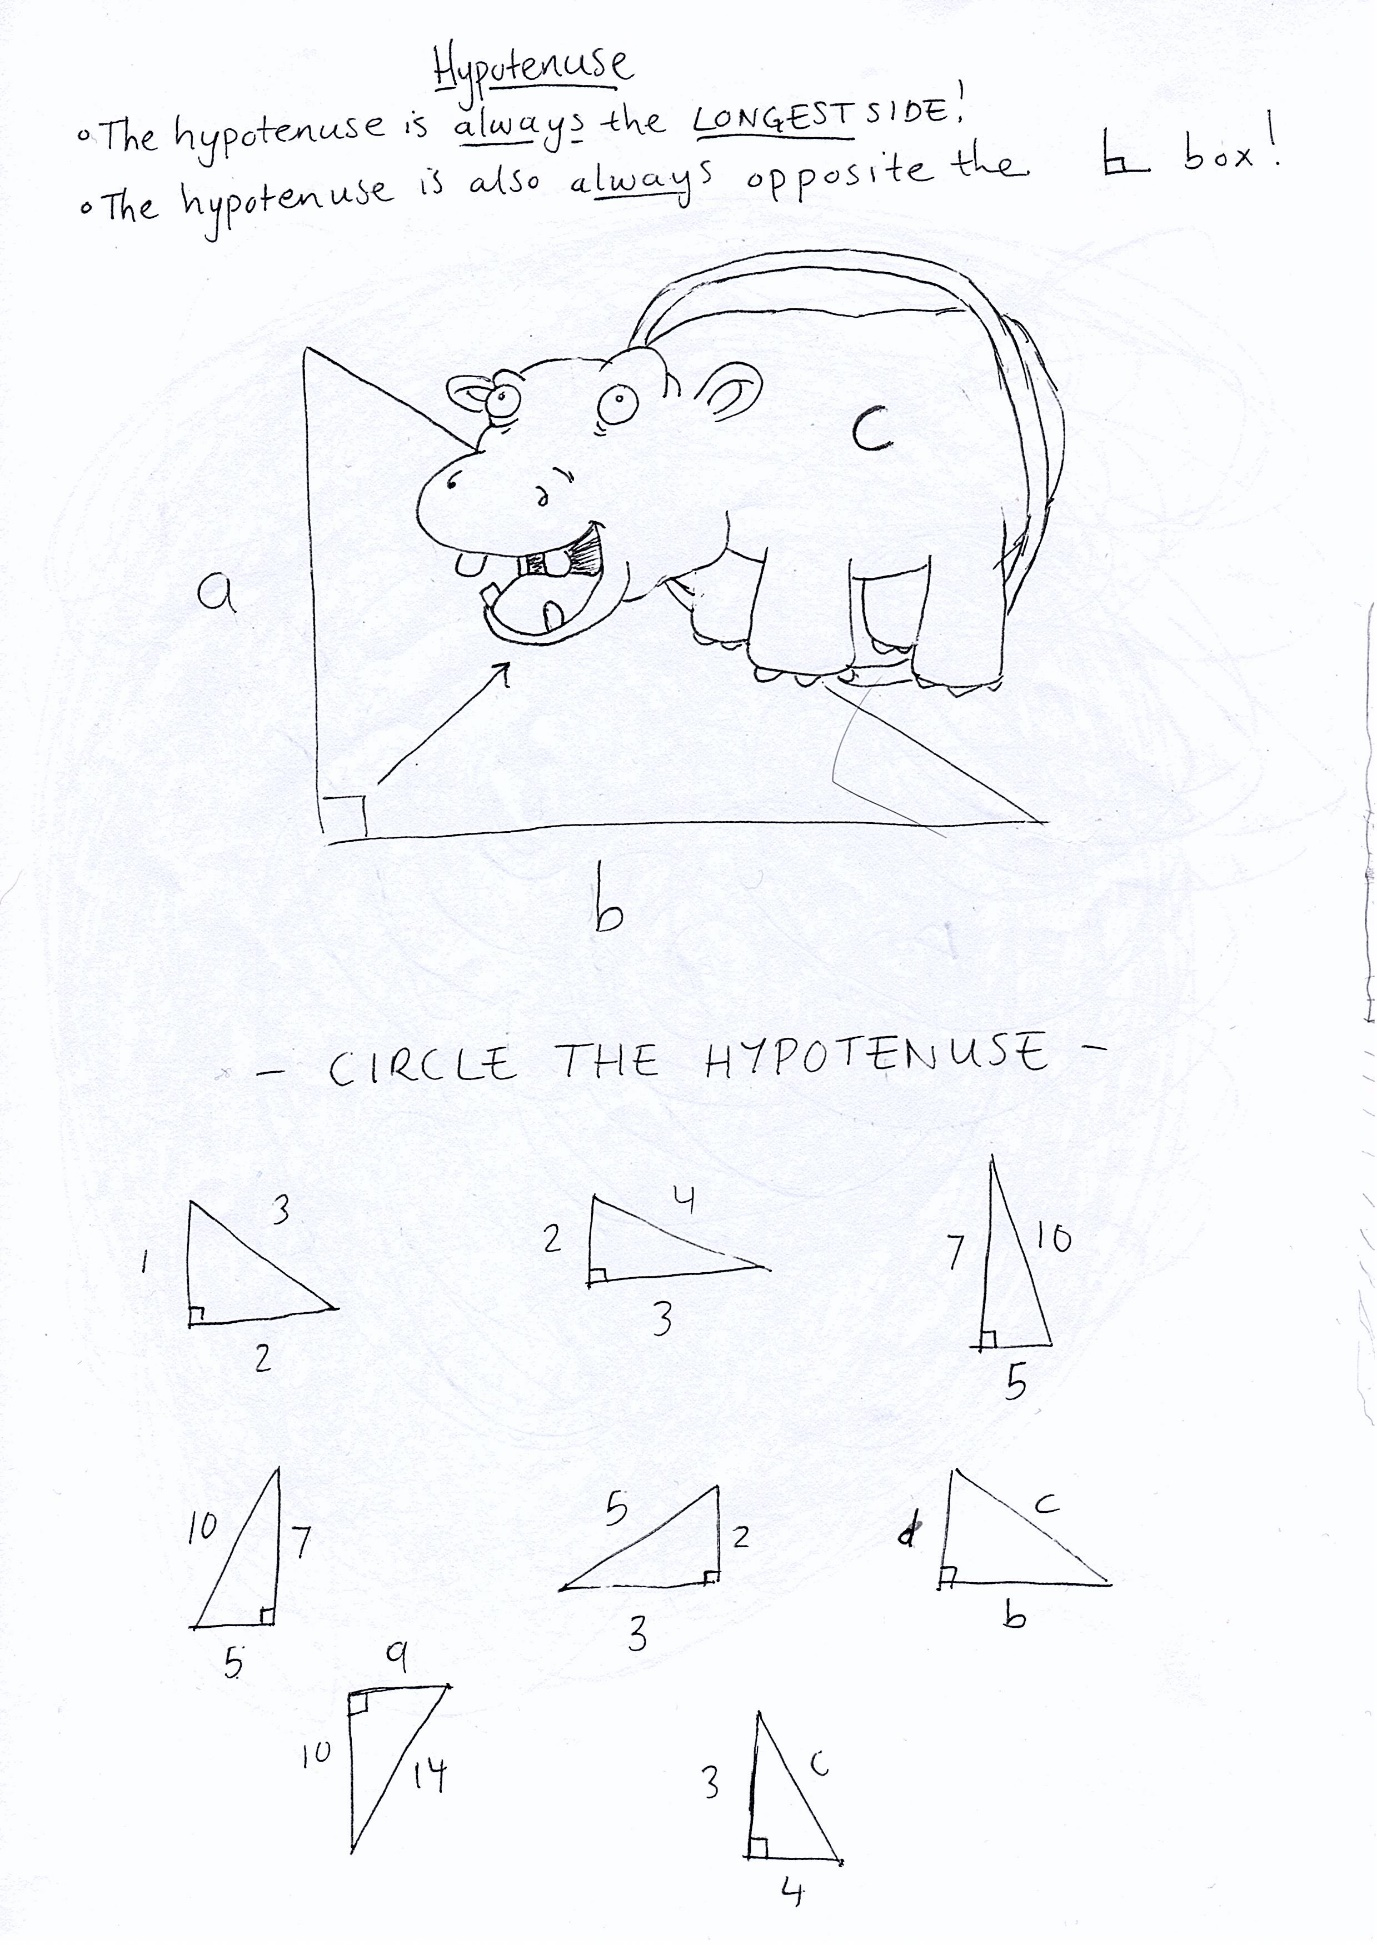 Hypotenuse
The hypotenuse is always the LONGEST SIDE!
The hypotenuse is also always opposite the box!
C
a
b
- CIRCLE THE HYPOTENUSE -
3
1
2
4
2
3
10
7
5
10
7
5
5
2
3
c
d
b
9
10
14
3
c
4